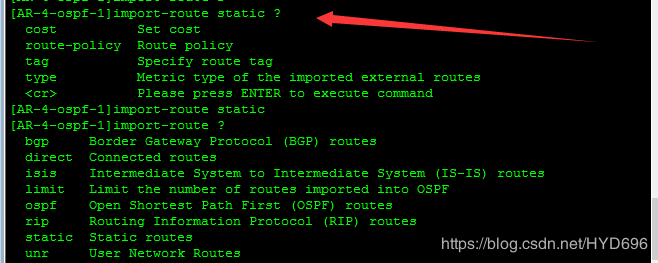 [AR-4-ospf-1]import-route static ?
  cost          Set cost
  route-policy  Route policy
  tag           Specify route tag
  type          Metric type of the imported external routes
  <cr>          Please press ENTER to execute command
[AR-4-ospf-1]import-route static
[AR-4-ospf-1]import-route ?
  bgp     Border Gateway Protocol (BGP) routes
  direct  Connected routes
  isis    Intermediate System to Intermediate System (IS-IS) routes
  limit   Limit the number of routes imported into OSPF
  ospf    Open Shortest Path First (OSPF) routes
  rip     Routing Information Protocol (RIP) routes
  static  Static routes
  unr     User Network Routes
https://blog.csdn.net/HYD696